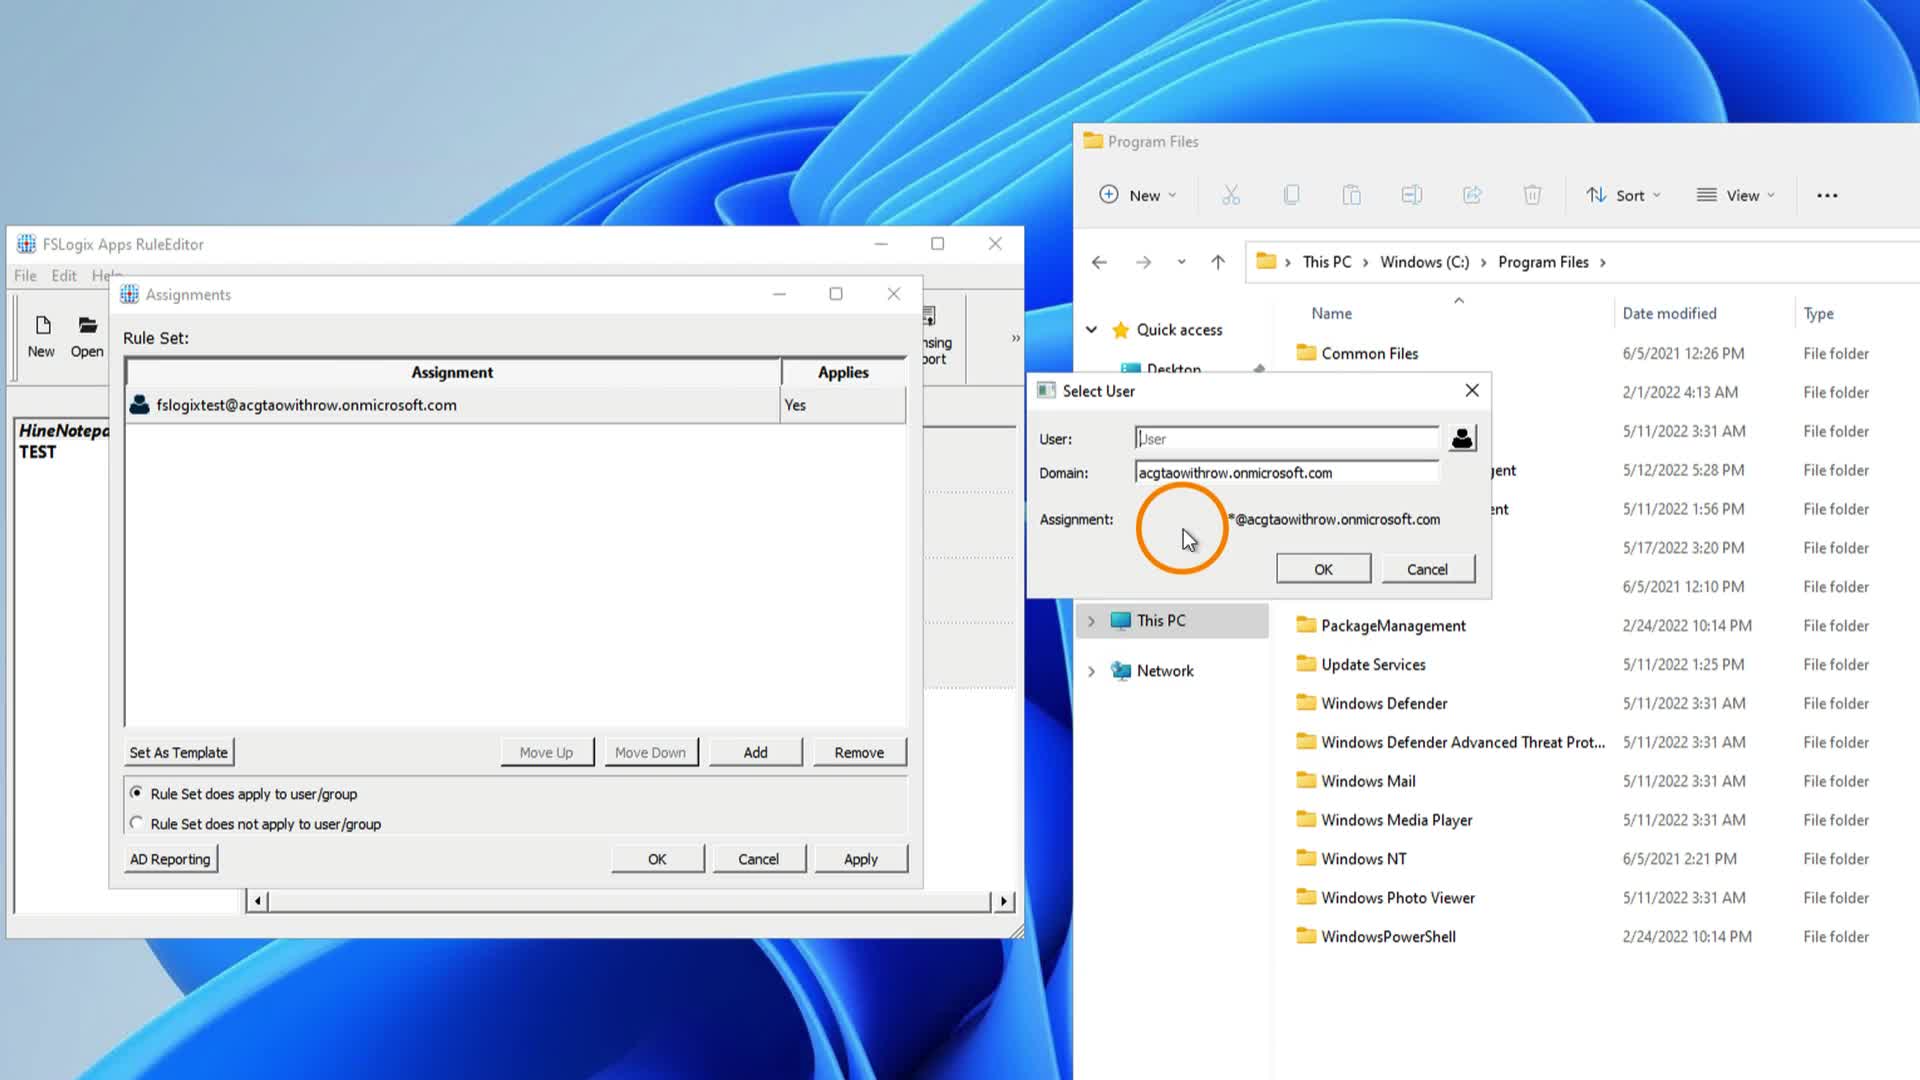 Program Files
New
Sort
View
FSLogix Apps RuleEditor
File Edit Help
This PC > Windows (C:) > Program Files >
Assignments
Name Date modified Type
New
Open
Rule Set:
Quick access
Desktop
Common Files 6/5/2021 12:26 PM File folder
Assignment Applies
fslogixtest@acgtaowithrow.onmicrosoft.com Yes
2/1/2022 4:13 AM File folder
Select User
TEST
5/11/2022 3:31 AM File folder
User: User
Domain: acgtaowithrow.onmicrosoft.com
5/12/2022 5:28 PM File folder
5/11/2022 1:56 PM File folder
Assignment: *@acgtaowithrow.onmicrosoft.com
5/17/2022 3:20 PM File folder
OK Cancel
6/5/2021 12:10 PM File folder
This PC
PackageManagement 2/24/2022 10:14 PM File folder
Update Services 5/11/2022 1:25 PM File folder
Network
Windows Defender 5/11/2022 3:31 AM File folder
Windows Defender Advanced Threat Prot... 5/11/2022 3:31 AM File folder
Set As Template Move Up Move Down Add Remove
Windows Mail 5/11/2022 3:31 AM File folder
Rule Set does apply to user/group
Windows Media Player 5/11/2022 3:31 AM File folder
Rule Set does not apply to user/group
AD Reporting OK Cancel Apply
Windows NT 6/5/2021 2:21 PM File folder
Windows Photo Viewer 5/11/2022 3:31 AM File folder
WindowsPowerShell 2/24/2022 10:14 PM File folder